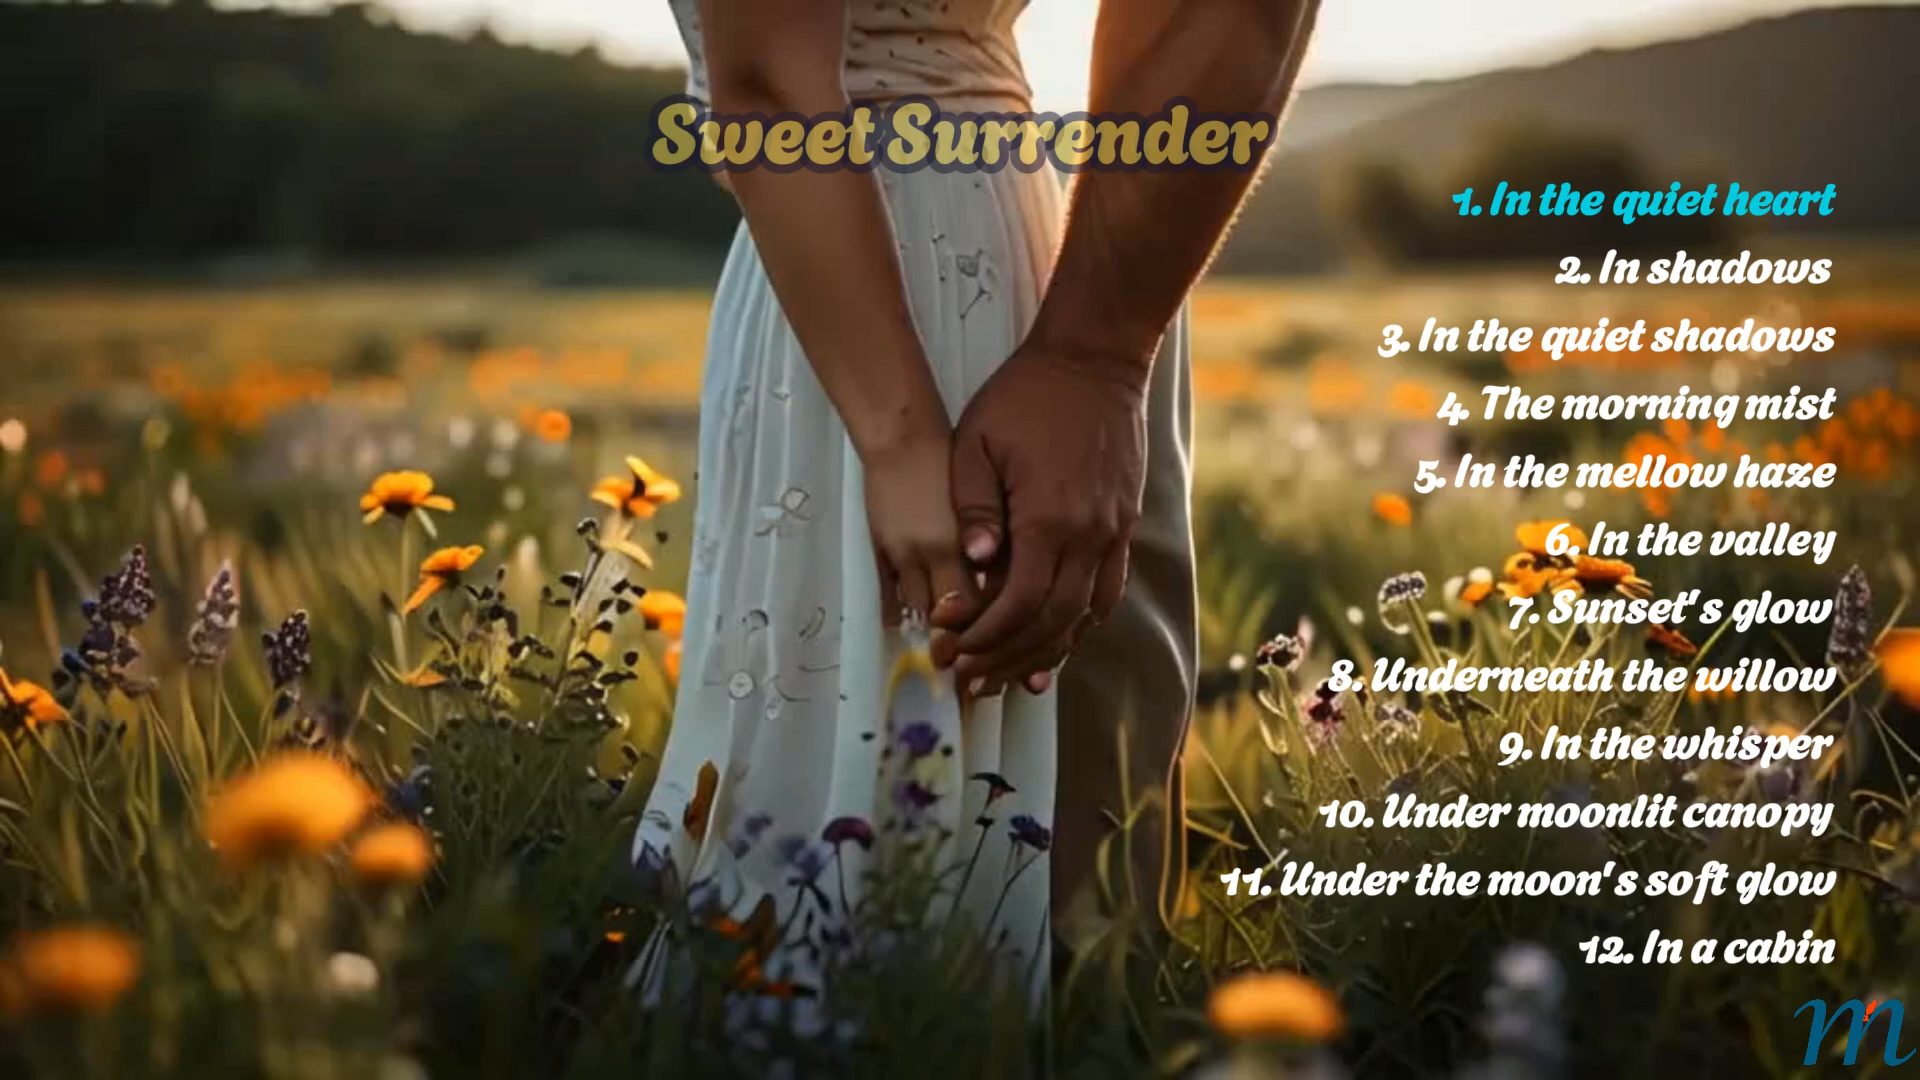 Sweet Surrender
1. In the quiet heart
2. In shadows
3. In the quiet shadows
4. The morning mist
5. In the mellow haze
6. In the valley
7. Sunset's glow
8. Underneath the willow
9. In the whisper
10. Under moonlit canopy
11. Under the moon's soft glow
12. In a cabin
m